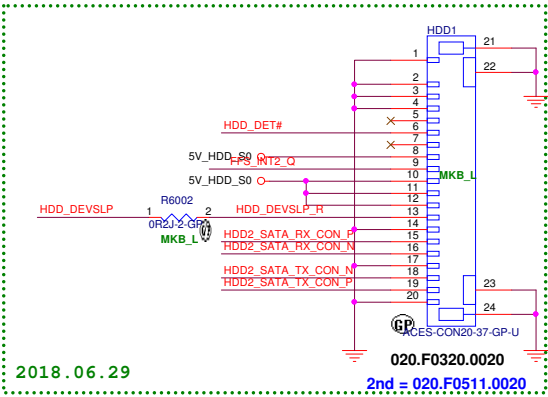 HDD1
1
21
22
2
3
4
5
HDD_DET#
6
7
5V_HDD_S0
8
FFS_INT2_Q
9
5V_HDD_S0
10
MKB_L
11
R6002
12
HDD_DEVSLP
1
2
HDD_DEVSLP_R
13
0R2J-2-GP
14
MKB_L
HDD2_SATA_RX_CON_P
15
HDD2_SATA_RX_CON_N
16
17
HDD2_SATA_TX_CON_N
18
HDD2_SATA_TX_CON_P
19
23
20
24
GP
ACES-CON20-37-GP-U
020.F0320.0020
2018.06.29
2nd = 020.F0511.0020